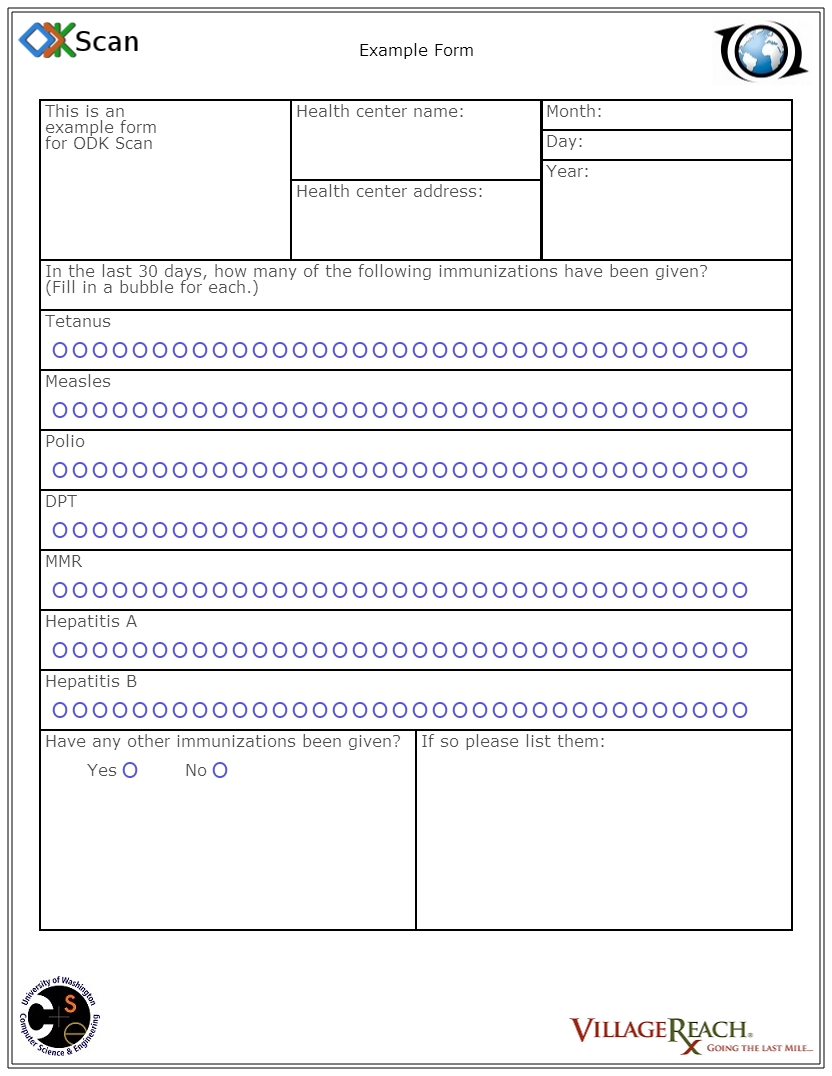 ODK Scan
Example Form
This is an
example form
for ODK Scan
Health center name:
Health center address:
Month:
Day:
Year:
In the last 30 days, how many of the following immunizations have been given?
(Fill in a bubble for each.)
Tetanus
Measles
Polio
DPT
MMR
Hepatitis A
Hepatitis B
Have any other immunizations been given?
Yes No
If so please list them:
University of Washington
CSe
Computer Science & Engineering
VILLAGEREACH®
GOING THE LAST MILE...